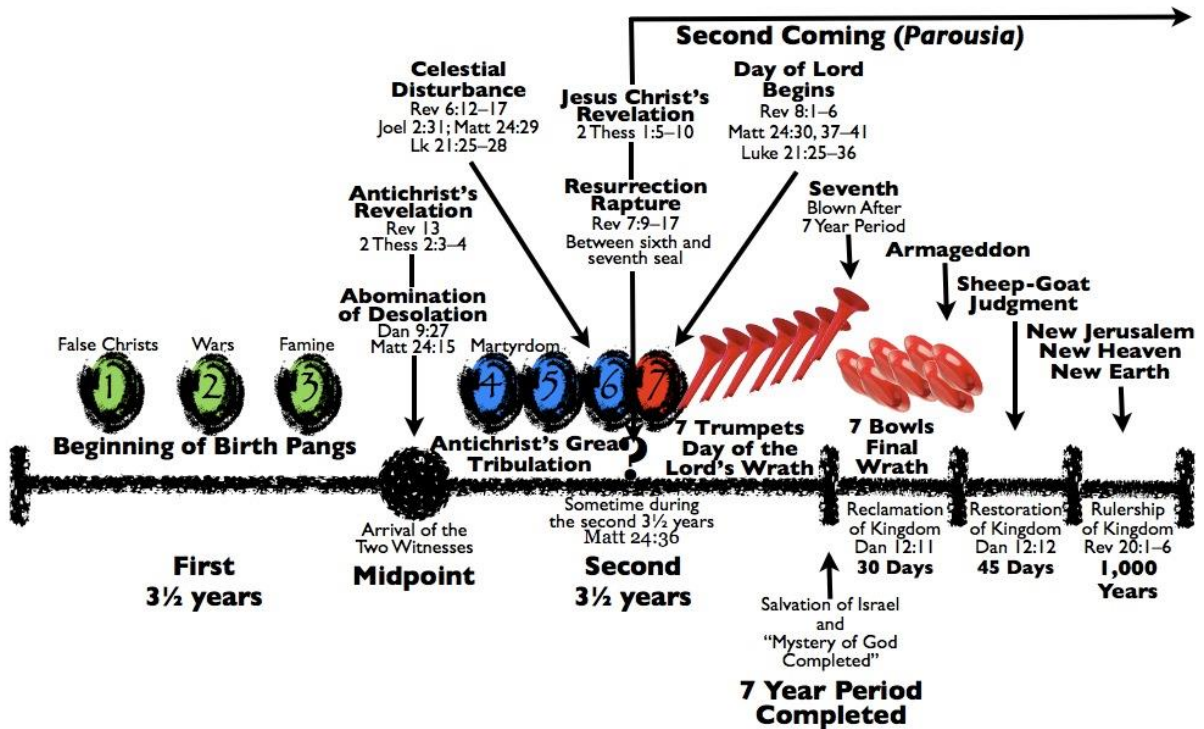 Second Coming (Parousia)
Celestial
Disturbance
Rev 6:12–17
Joel 2:31; Matt 24:29
Lk 21:25–28
Jesus Christ's
Revelation
2 Thess 1:5–10
Day of Lord
Begins
Rev 8:1–6
Matt 24:30, 37–41
Luke 21:25–36
Antichrist's
Revelation
Rev 13
2 Thess 2:3–4
Resurrection
Rapture
Rev 7:9–17
Between sixth and
seventh seal
Seventh
Blown After
7 Year Period
Armageddon
Sheep-Goat
Judgment
New Jerusalem
New Heaven
New Earth
Abomination
of Desolation
Dan 9:27
Matt 24:15
False Christs
Wars
Famine
Martyrdom
1
2
3
4
5
6
7
Beginning of Birth Pangs
Antichrist's Great
Tribulation
?
7 Trumpets
Day of the
Lord's Wrath
7 Bowls
Final
Wrath
Arrival of the
Two Witnesses
Midpoint
Sometime during
the second 3½ years
Matt 24:36
First
3½ years
Second
3½ years
Reclamation
of Kingdom
Dan 12:11
30 Days
Restoration
of Kingdom
Dan 12:12
45 Days
Rulership
of Kingdom
Rev 20:1–6
1,000
Years
Salvation of Israel
and
“Mystery of God
Completed”
7 Year Period
Completed